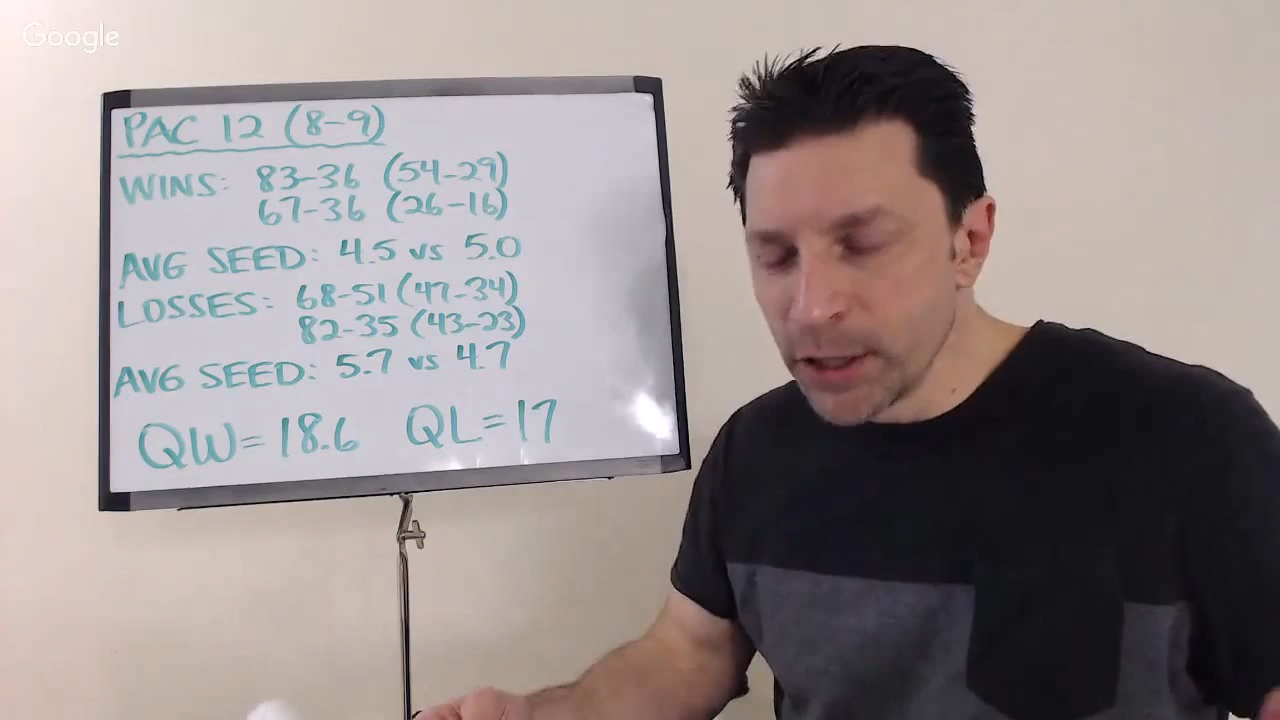 Google
PAC 12 (8-9)
WINS: 83-36 (54-29)
67-36 (26-16)
AVG SEED: 4.5 vs 5.0
LOSSES: 68-51 (47-34)
82-35 (43-23)
AVG SEED: 5.7 vs 4.7
QW=18.6 QL=17